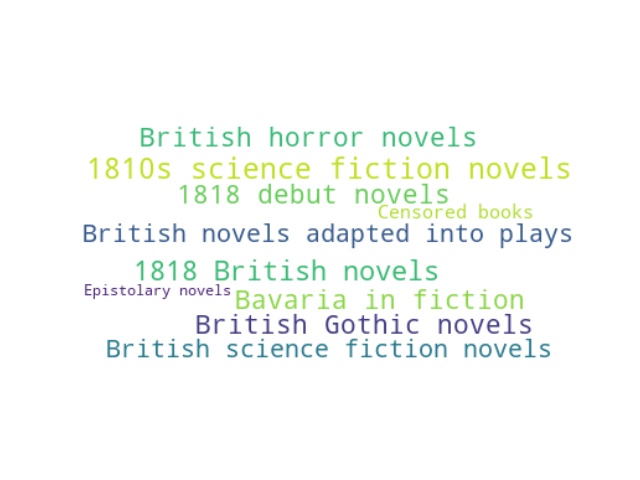 British horror novels
1810s science fiction novels
1818 debut novels
Censored books
British novels adapted into plays
1818 British novels
Epistolary novels
Bavaria in fiction
British Gothic novels
British science fiction novels